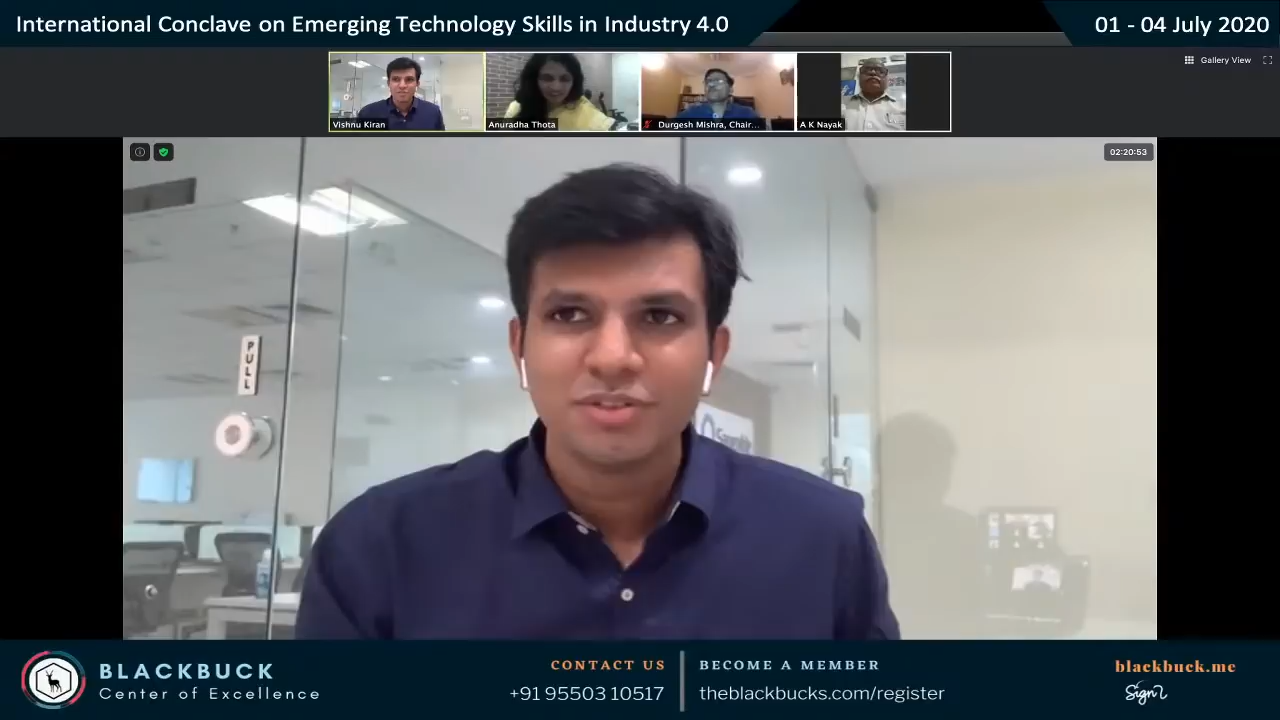 International Conclave on Emerging Technology Skills in Industry 4.0
01 - 04 July 2020
Gallery View
Vishnu Kiran
Anuradha Thota
Durgesh Mishra, Chair...
A K Nayak
02:20:53
PULL
BLACKBUCK
Center of Excellence
CONTACT US
+91 95503 10517
BECOME A MEMBER
theblackbucks.com/register
blackbuck.me